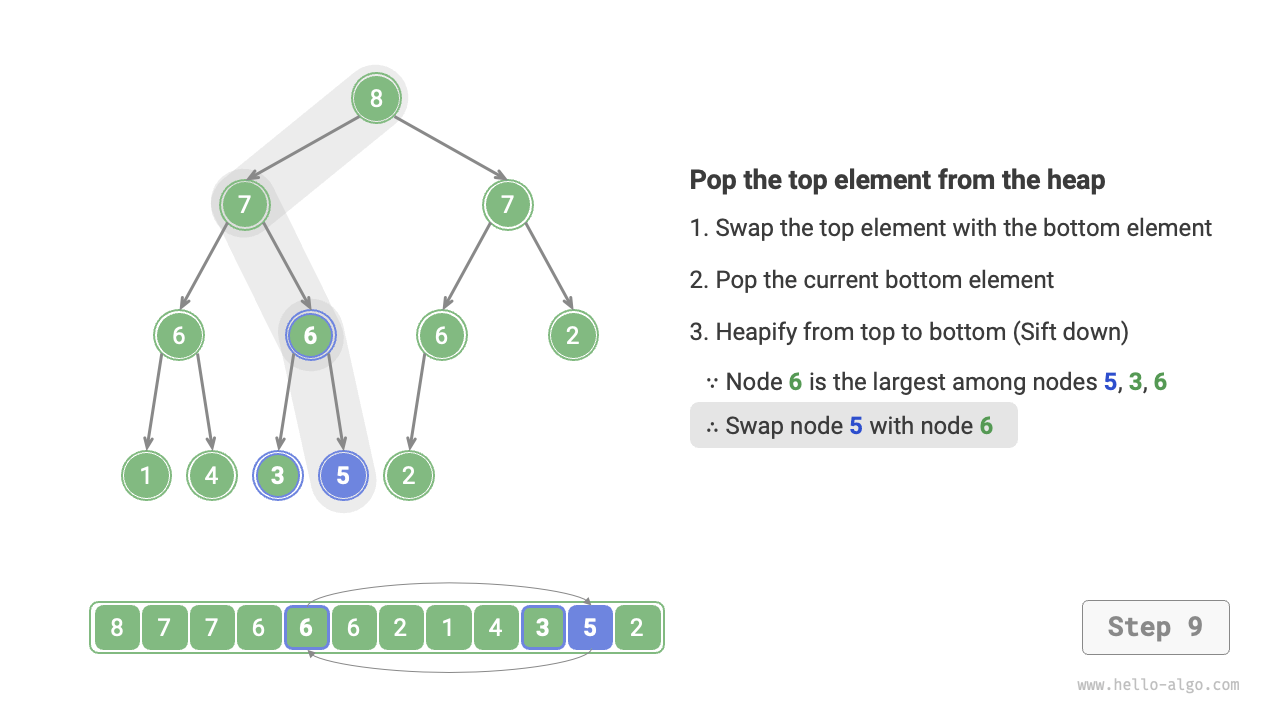 8
7 7
Pop the top element from the heap
1. Swap the top element with the bottom element
2. Pop the current bottom element
6 6 6 2
3. Heapify from top to bottom (Sift down)
∵ Node 6 is the largest among nodes 5, 3, 6
∴ Swap node 5 with node 6
1 4 3 5 2
8 7 7 6 6 6 2 1 4 3 5 2
Step 9
www.hello-algo.com